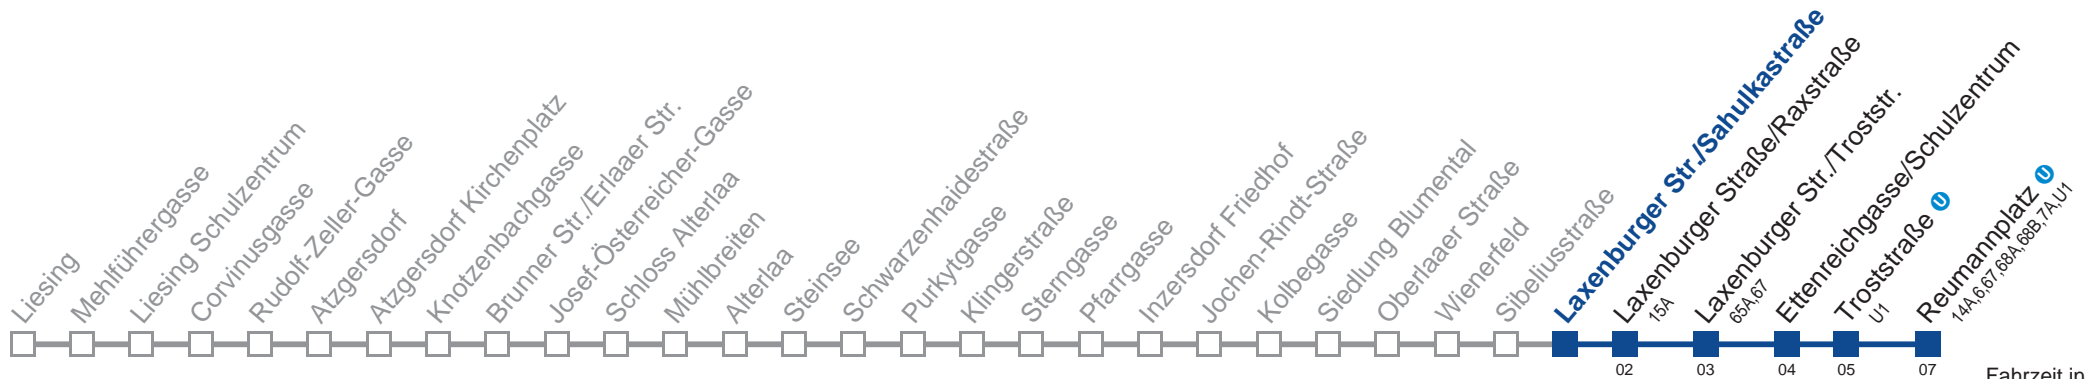 Liesing
Mehlführergasse
Liesing Schulzentrum
Corvinusgasse
Rudolf-Zeller-Gasse
Atzgersdorf
Atzgersdorf Kirchenplatz
Knotzenbachgasse
Brunner Str./Erlaaer Str.
Josef-Österreicher-Gasse
Schloss Alterlaa
Mühlbreiten
Alterlaa
Steinsee
Schwarzenhaidestraße
Purkytgasse
Klingerstraße
Sterngasse
Pfarrgasse
Inzersdorf Friedhof
Jochen-Rindt-Straße
Kolbegasse
Siedlung Blumental
Oberlaaer Straße
Wienerfeld
Sibeliusstraße
Laxenburger Str./Sahulkastraße
Laxenburger Straße/Raxstraße
15A
Laxenburger Str./Troststr.
65A,67
Ettenreichgasse/Schulzentrum
Troststraße U
U1
Reumannplatz U
14A,6,67,68A,68B,7A,U1
02 03 04 05 07
Fahrzeit in